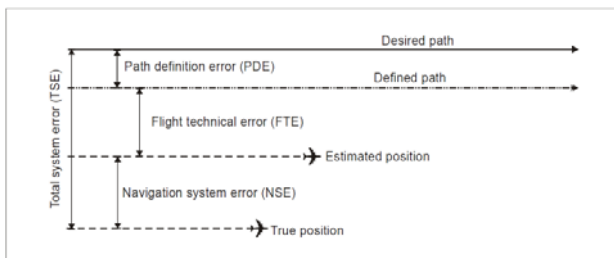 Desired path
Path definition error (PDE)
Defined path
Total system error (TSE)
Flight technical error (FTE)
Estimated position
Navigation system error (NSE)
True position